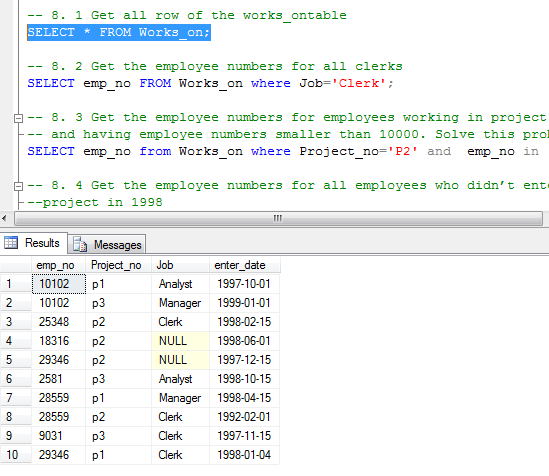 -- 8. 1 Get all row of the works_ontable
SELECT * FROM Works_on;
-- 8. 2 Get the employee numbers for all clerks
SELECT emp_no FROM Works_on where Job='Clerk';
-- 8. 3 Get the employee numbers for employees working in project
-- and having employee numbers smaller than 10000. Solve this pro
SELECT emp_no from Works_on where Project_no='P2' and emp_no in
-- 8. 4 Get the employee numbers for all employees who didn’t ent
--project in 1998
Results Messages
emp_no Project_no Job enter_date
1 10102 p1 Analyst 1997-10-01
2 10102 p3 Manager 1999-01-01
3 25348 p2 Clerk 1998-02-15
4 18316 p2 NULL 1998-06-01
5 29346 p2 NULL 1997-12-15
6 2581 p3 Analyst 1998-10-15
7 28559 p1 Manager 1998-04-15
8 28559 p2 Clerk 1992-02-01
9 9031 p3 Clerk 1997-11-15
10 29346 p1 Clerk 1998-01-04